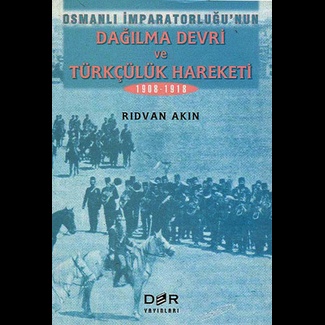 OSMANLI İMPARATORLUĞU'NUN
DAĞILMA DEVRİ
ve
TÜRKÇÜLÜK HAREKETİ
1908-1918
RIDVAN AKIN
DER
YAYINLARI